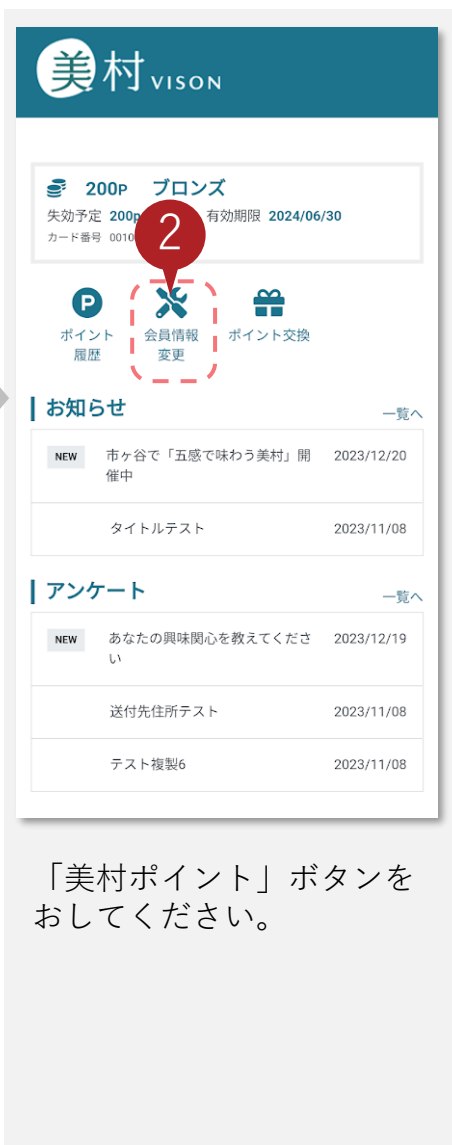 美村 VISON
200P ブロンズ
失効予定 200p 有効期限 2024/06/30
カード番号 0010
2
P
ポイント
履歴
会員情報
変更
ポイント交換
お知らせ 一覧へ
NEW 市ヶ谷で「五感で味わう美村」開
催中 2023/12/20
タイトルテスト 2023/11/08
アンケート 一覧へ
NEW あなたの興味関心を教えてくださ
い 2023/12/19
送付先住所テスト 2023/11/08
テスト複製6 2023/11/08
「美村ポイント」ボタンを
おしてください。